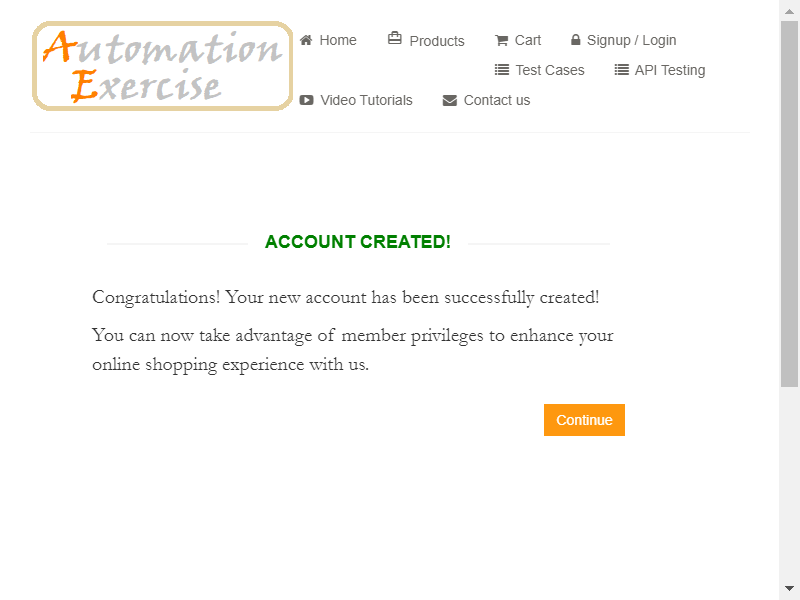 Automation
Exercise
Home
Products
Cart
Signup / Login
Test Cases
API Testing
Video Tutorials
Contact us
ACCOUNT CREATED!
Congratulations! Your new account has been successfully created!
You can now take advantage of member privileges to enhance your
online shopping experience with us.
Continue